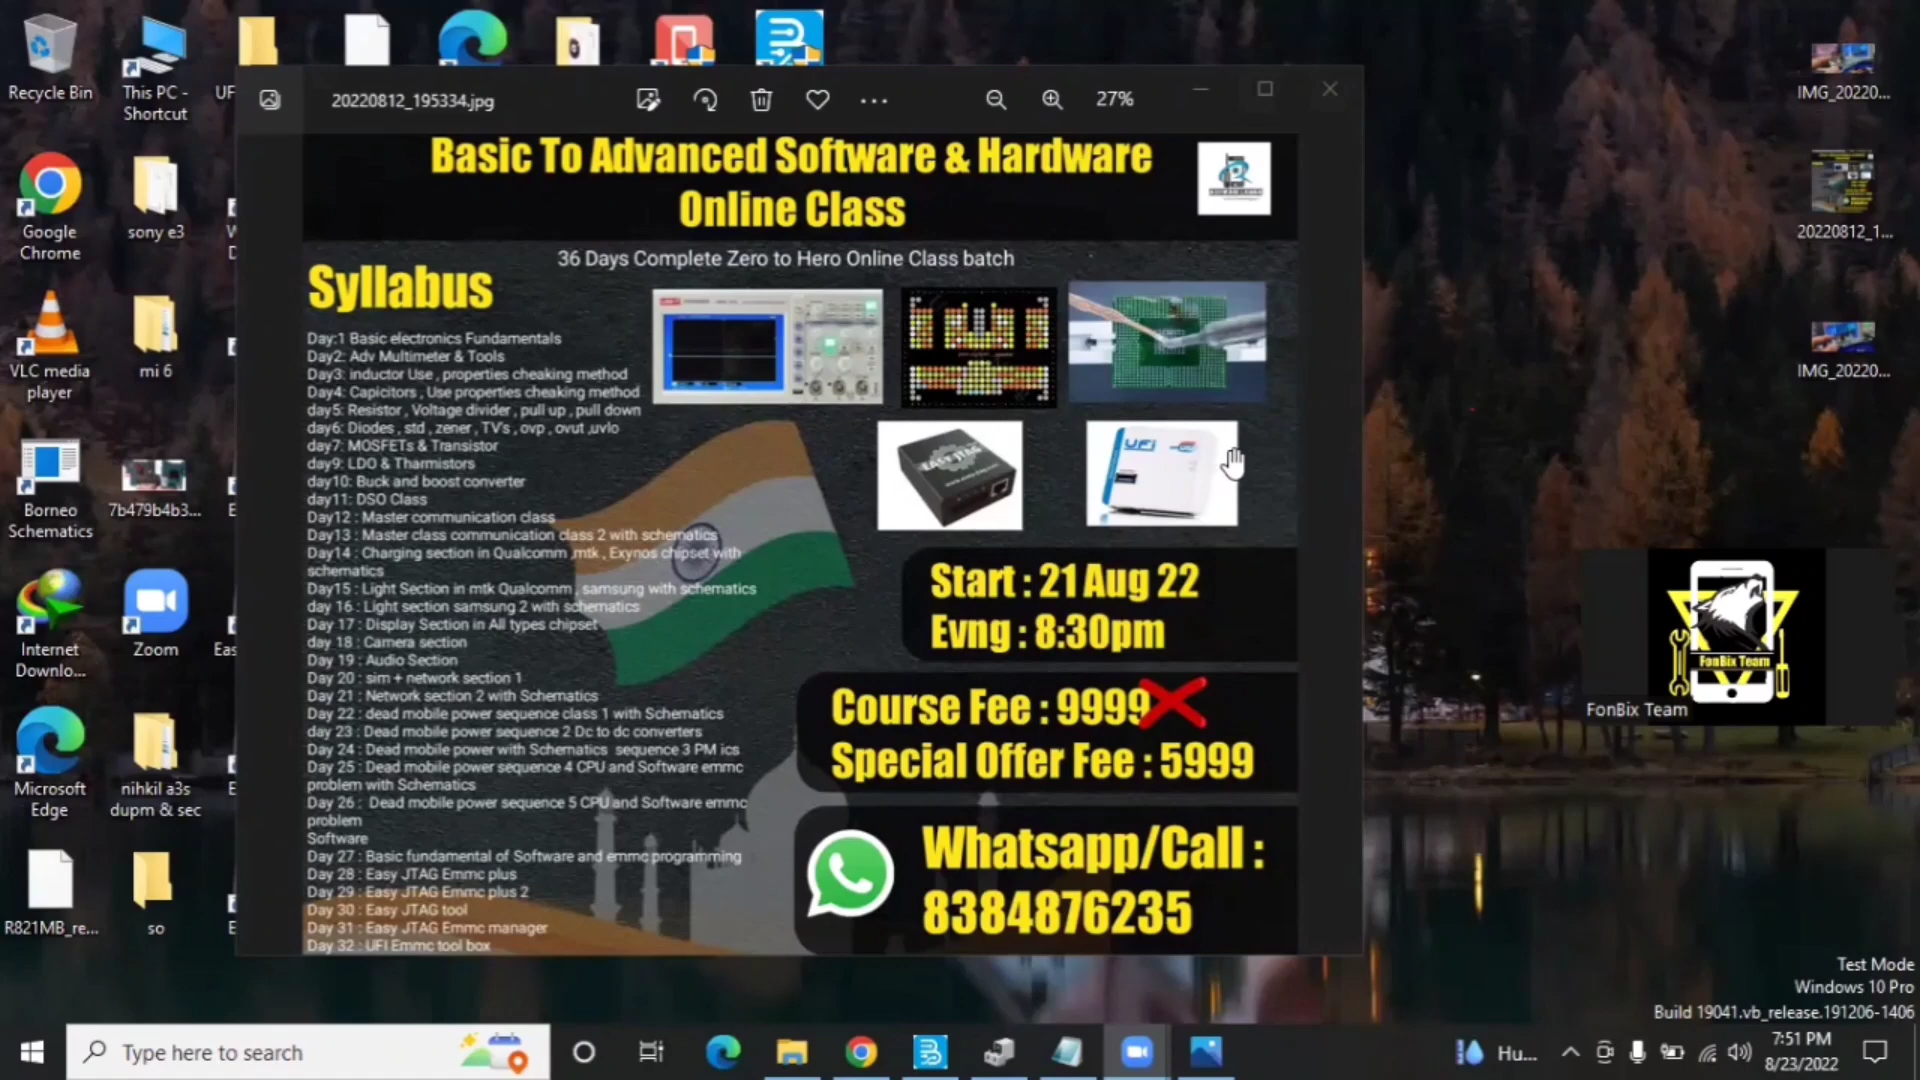 Recycle Bin
This PC - Shortcut
UF
Google Chrome
sony e3
VLC media player
mi 6
Borneo Schematics
7b479b4b3...
Internet Downlo...
Zoom
Eas
Microsoft Edge
nihkil a3s dupm & sec
R821MB_re...
so
20220812_195334.jpg
27%
Basic To Advanced Software & Hardware
Online Class
36 Days Complete Zero to Hero Online Class batch
Syllabus
Day:1 Basic electronics Fundamentals
Day2: Adv Multimeter & Tools
Day3: inductor Use , properties cheaking method
Day4: Capicitors , Use properties cheaking method
day5: Resistor , Voltage divider , pull up , pull down
day6: Diodes , std , zener , TV's , ovp , ovut ,uvlo
day7: MOSFETs & Transistor
day9: LDO & Tharmistors
day10: Buck and boost converter
day11: DSO Class
Day12 : Master communication class
Day13 : Master class communication class 2 with schematics
Day14 : Charging section in Qualcomm ,mtk , Exynos chipset with
schematics
Day15 : Light Section in mtk Qualcomm , samsung with schematics
day 16 : Light section samsung 2 with schematics
Day 17 : Display Section in All types chipset
day 18 : Camera section
Day 19 : Audio Section
Day 20 : sim + network section 1
Day 21 : Network section 2 with Schematics
Day 22 : dead mobile power sequence class 1 with Schematics
day 23 : Dead mobile power sequence 2 Dc to dc converters
Day 24 : Dead mobile power with Schematics sequence 3 PM ics
Day 25 : Dead mobile power sequence 4 CPU and Software emmc
problem with Schematics
Day 26 : Dead mobile power sequence 5 CPU and Software emmc
problem
Software
Day 27 : Basic fundamental of Software and emmc programming
Day 28 : Easy JTAG Emmc plus
Day 29 : Easy JTAG Emmc plus 2
Day 30 : Easy JTAG tool
Day 31 : Easy JTAG Emmc manager
Day 32 : UFI Emmc tool box
EASY JTAG
UFi
Start : 21 Aug 22
Evng : 8:30pm
Course Fee : 9999
Special Offer Fee : 5999
Whatsapp/Call :
8384876235
IMG_20220...
20220812_1...
IMG_20220...
FonBix Team
FonBix Team
Test Mode
Windows 10 Pro
Build 19041.vb_release.191206-1406
Type here to search
Hu...
7:51 PM
8/23/2022